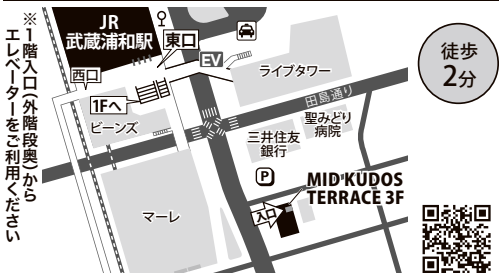 ※1階入口(外階段奥)から
エレベーターをご利用ください
JR
武蔵浦和駅
東口
西口
EV
1Fへ
ビーンズ
ライブタワー
田島通り
聖みどり
病院
三井住友
銀行
P
MID KUDOS
TERRACE 3F
入口
マーレ
徒歩
2分